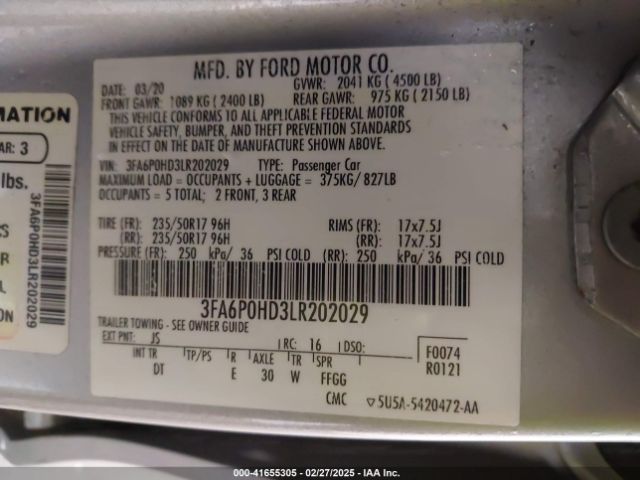 MFD. BY FORD MOTOR CO.
DATE: 03/20 GVWR: 2041 KG ( 4500 LB)
FRONT GAWR: 1089 KG ( 2400 LB) REAR GAWR: 975 KG ( 2150 LB)
THIS VEHICLE CONFORMS TO ALL APPLICABLE FEDERAL MOTOR
VEHICLE SAFETY, BUMPER, AND THEFT PREVENTION STANDARDS
IN EFFECT ON THE DATE OF MANUFACTURE SHOWN ABOVE.
VIN: 3FA6P0HD3LR202029 TYPE: Passenger Car
MAXIMUM LOAD = OCCUPANTS + LUGGAGE = 375KG/ 827LB
OCCUPANTS = 5 TOTAL; 2 FRONT, 3 REAR
TIRE (FR): 235/50R17 96H RIMS (FR): 17x7.5J
(RR): 235/50R17 96H (RR): 17x7.5J
PRESSURE (FR): 250 kPa/ 36 PSI COLD (RR): 250 kPa/ 36 PSI COLD
3FA6P0HD3LR202029
TRAILER TOWING - SEE OWNER GUIDE
EXT PNT: JS RC: 16 DSO:
INT TR TP/PS R AXLE TR SPR
DT E 30 W FFGG
F0074
R0121
CMC ▽5U5A-5420472-AA
MATION
AR: 3
lbs.
S
R
L
ION
3FA6P0HD3LR202029
000-41655305 | 02/27/2025 | IAA Inc.